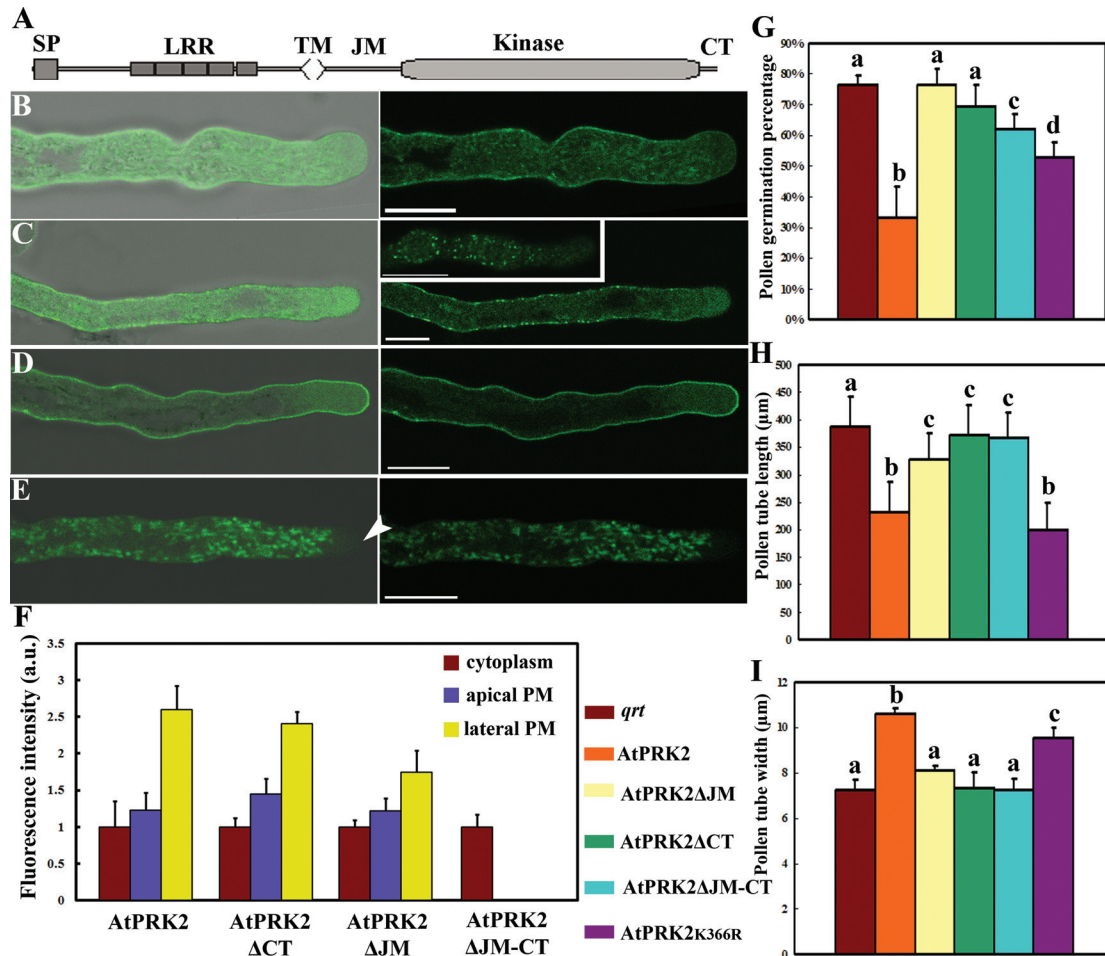 A
SP LRR TM JM Kinase CT
B
C
D
E
F
Fluorescence intensity (a.u.)
3.5
3
2.5
2
1.5
1
0.5
0
cytoplasm
apical PM
lateral PM
AtPRK2
AtPRK2 ΔCT
AtPRK2 ΔJM
AtPRK2 ΔJM-CT
qrt
AtPRK2
AtPRK2ΔJM
AtPRK2ΔCT
AtPRK2ΔJM-CT
AtPRK2K366R
G
Pollen germination percentage
90%
80%
70%
60%
50%
40%
30%
20%
10%
0%
a b a a c d
H
Pollen tube length (µm)
500
450
400
350
300
250
200
150
100
50
0
a b c c c b
I
Pollen tube width (µm)
12
10
8
6
4
2
0
a b a a a c